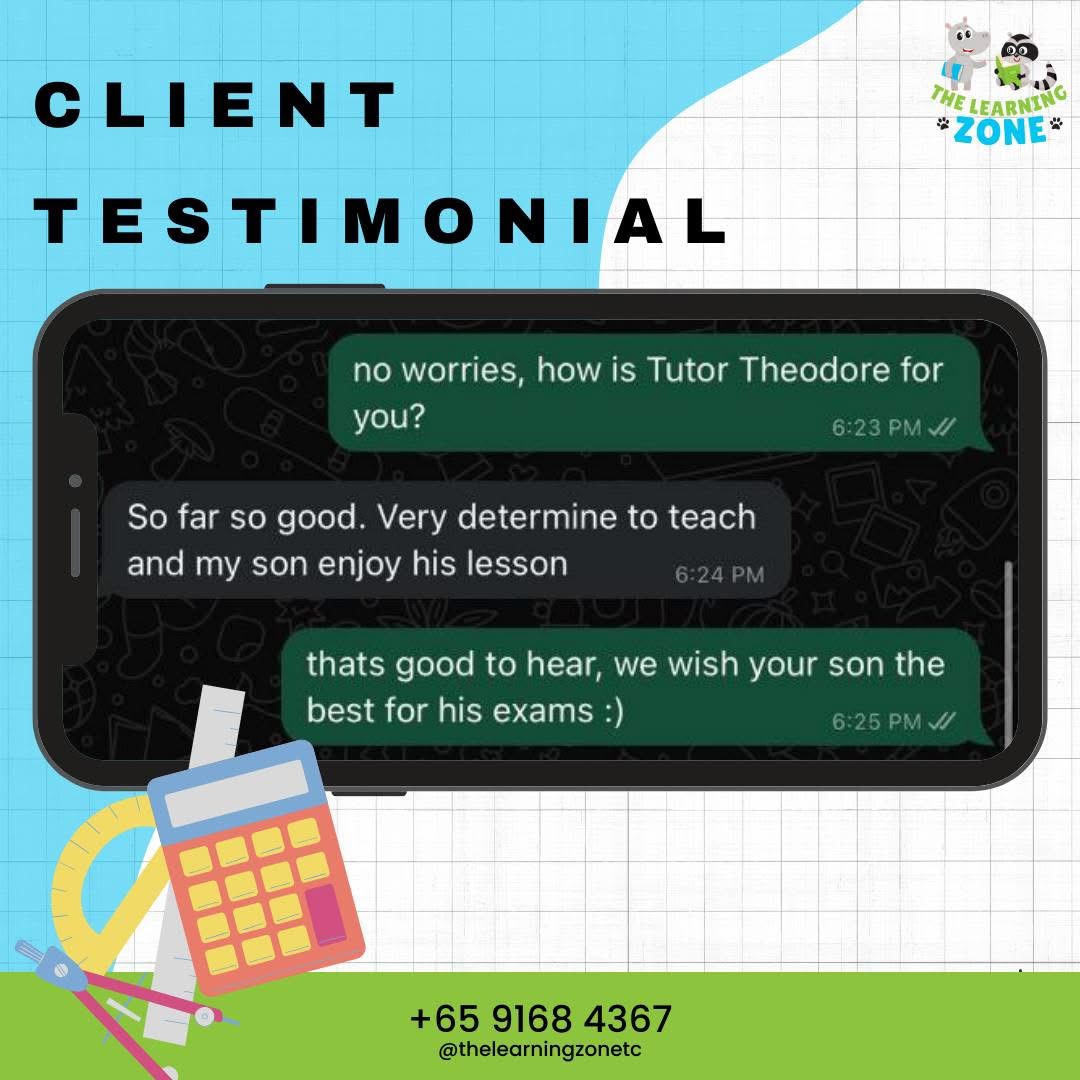 CLIENT
TESTIMONIAL
THE LEARNING
ZONE
no worries, how is Tutor Theodore for
you?
6:23 PM
So far so good. Very determine to teach
and my son enjoy his lesson
6:24 PM
thats good to hear, we wish your son the
best for his exams :)
6:25 PM
+65 9168 4367
@thelearningzonetc